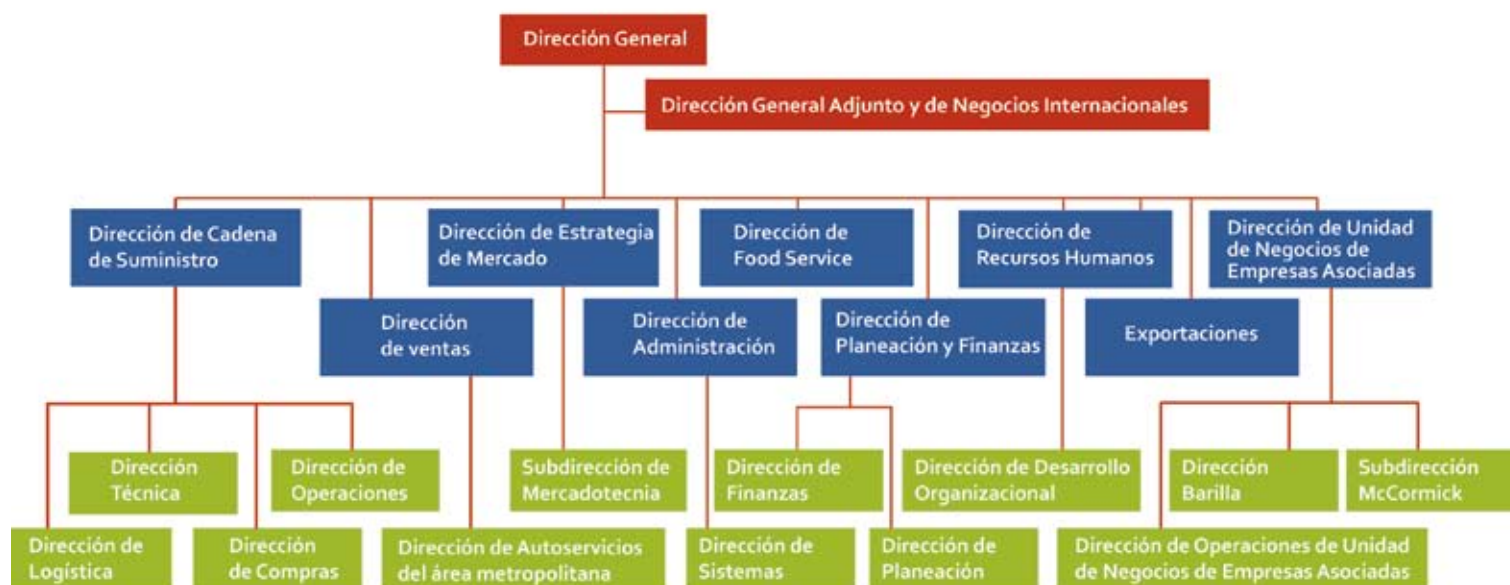 Dirección General
Dirección General Adjunto y de Negocios Internacionales
Dirección de Cadena
de Suministro
Dirección de Estrategia
de Mercado
Dirección de
Food Service
Dirección de
Recursos Humanos
Dirección de Unidad
de Negocios de
Empresas Asociadas
Dirección
de ventas
Dirección de
Administración
Dirección de
Planeación y Finanzas
Exportaciones
Dirección
Técnica
Dirección de
Operaciones
Subdirección de
Mercadotecnia
Dirección de
Finanzas
Dirección de Desarrollo
Organizacional
Dirección
Barilla
Subdirección
McCormick
Dirección de
Logística
Dirección
de Compras
Dirección de Autoservicios
del área metropolitana
Dirección de
Sistemas
Dirección de
Planeación
Dirección de Operaciones de Unidad
de Negocios de Empresas Asociadas